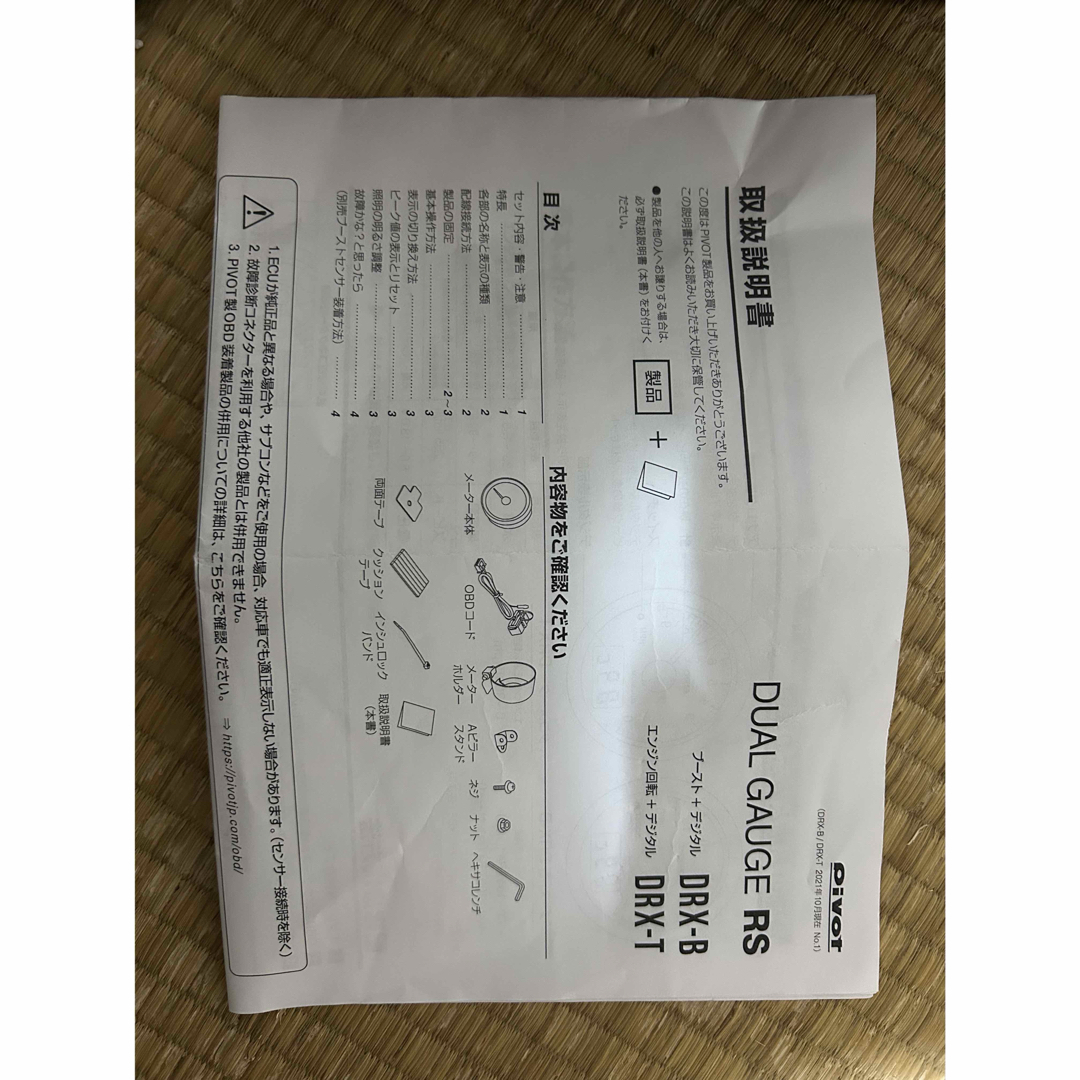 pivot
(DRX-B / DRX-T 2021年10月現在 No.1)
取扱説明書
DUAL GAUGE RS
この度はPIVOT製品をお買い上げいただきありがとうございます。
この説明書はよくお読みいただき大切に保管してください。
●製品を他の人へお譲りする場合は、
必ず取扱説明書(本書)をお付けく
ださい。
製品 +
ブースト+デジタル DRX-B
エンジン回転+デジタル DRX-T
目次
セット内容・警告・注意 1
特長 1
各部の名称と表示の種類 2
配線接続方法 2
製品の固定 2~3
基本操作方法 3
表示の切り換え方法 3
ピーク値の表示とリセット 3
照明の明るさ調整 3
故障かな?と思ったら 4
(別売ブーストセンサー装着方法) 4
内容物をご確認ください
メーター本体
OBDコード
メーター
ホルダー
Aピラー
スタンド
ネジ
ナット
ヘキサゴレンチ
両面テープ
クッション
テープ
インシュロック
バンド
取扱説明書
(本書)
1. ECUが純正品と異なる場合や、サブコンなどをご使用の場合、対応車でも適正表示しない場合があります。(センサー接続時を除く)
2. 故障診断コネクターを利用する他社の製品とは併用できません。
3. PIVOT製OBD装着製品の併用についての詳細は、こちらをご確認ください。 ⇒ https://pivotjp.com/obd/